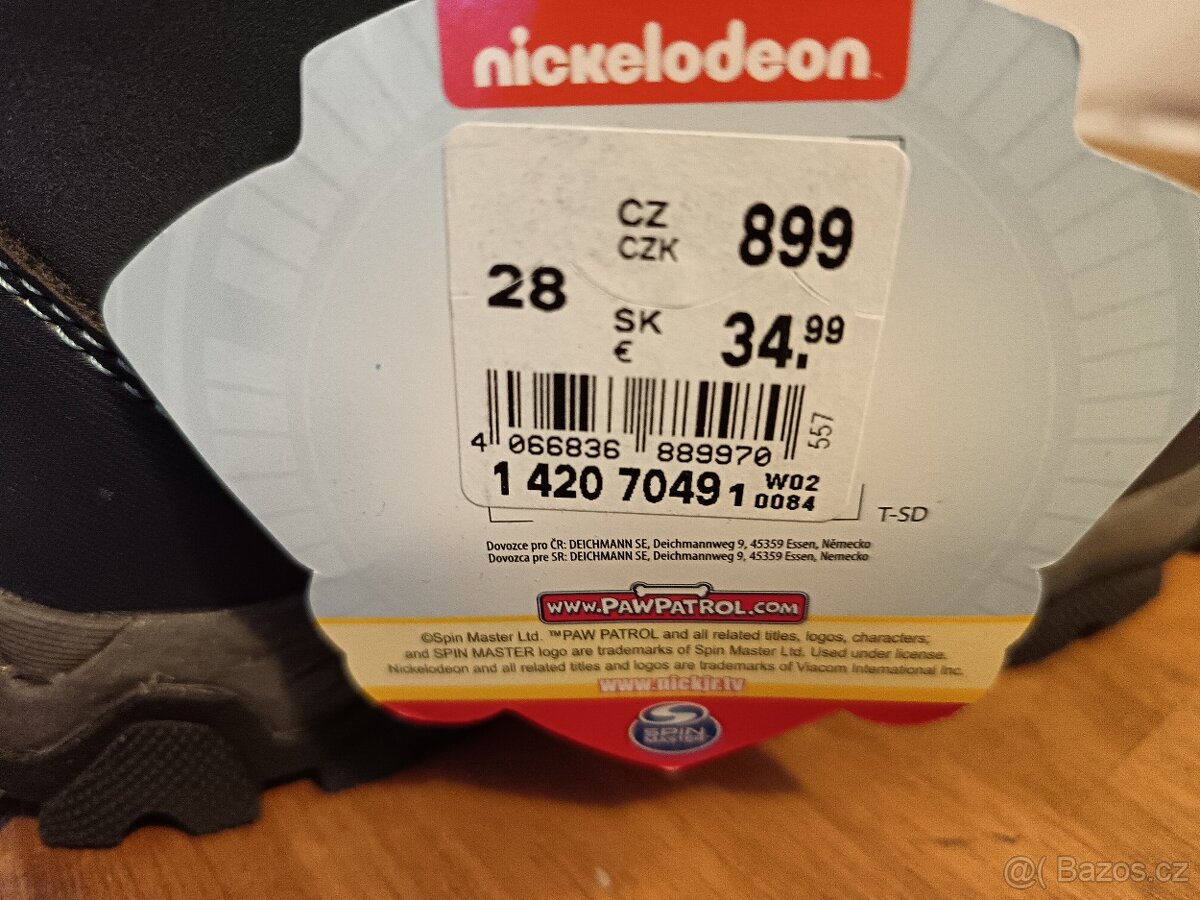 nickelodeon™
CZ
CZK 899
28
SK
€ 34.99
4 066836 889970
557
1 420 7049 1 W02
0084
T-SD
Dovozce pro ČR: DEICHMANN SE, Deichmannweg 9, 45359 Essen, Německo
Dovozca pre SR: DEICHMANN SE, Deichmannweg 9, 45359 Essen, Nemecko
www.PawPatrol.com
©Spin Master Ltd. ™PAW PATROL and all related titles, logos, characters;
and SPIN MASTER logo are trademarks of Spin Master Ltd. Used under license.
Nickelodeon and all related titles and logos are trademarks of Viacom International Inc.
www.nickjr.tv
SPIN
MASTER
@( Bazos.cz